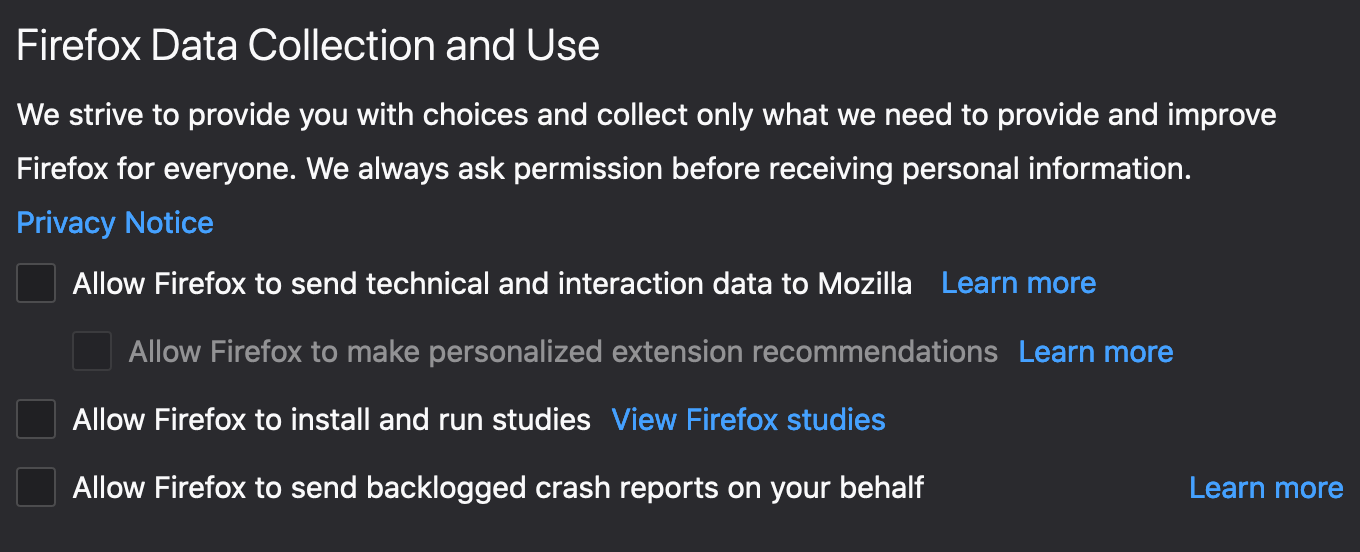 Firefox Data Collection and Use
We strive to provide you with choices and collect only what we need to provide and improve
Firefox for everyone. We always ask permission before receiving personal information.
Privacy Notice
Allow Firefox to send technical and interaction data to Mozilla Learn more
Allow Firefox to make personalized extension recommendations Learn more
Allow Firefox to install and run studies View Firefox studies
Allow Firefox to send backlogged crash reports on your behalf Learn more